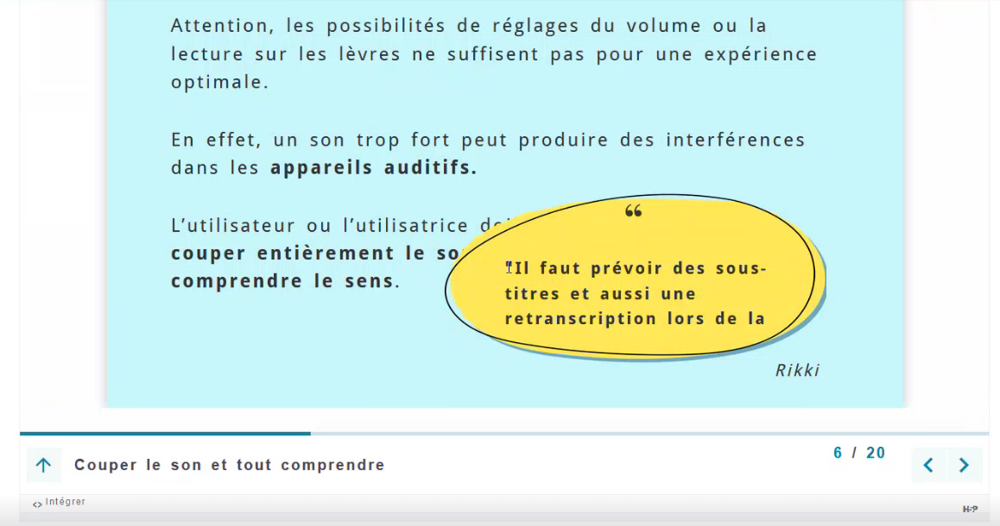 Attention, les possibilités de réglages du volume ou la
lecture sur les lèvres ne suffisent pas pour une expérience
optimale.
En effet, un son trop fort peut produire des interférences
dans les appareils auditifs.
L’utilisateur ou l’utilisatrice
couper entièrement le
comprendre le sens.
“
"Il faut prévoir des sous-
titres et aussi une
retranscription lors de la
Rikki
6 / 20
Couper le son et tout comprendre
<> Intégrer
H5P